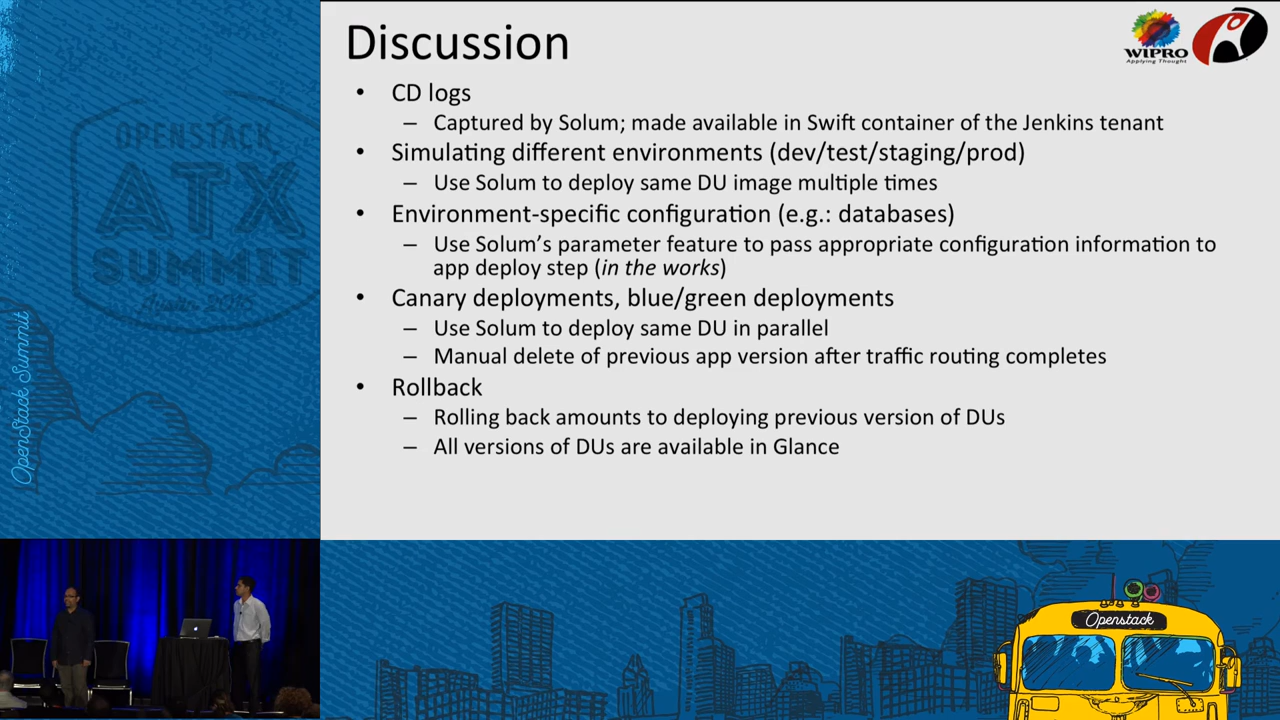 Discussion
WIPRO
Applying Thought
• CD logs
– Captured by Solum; made available in Swift container of the Jenkins tenant
• Simulating different environments (dev/test/staging/prod)
– Use Solum to deploy same DU image multiple times
• Environment-specific configuration (e.g.: databases)
– Use Solum's parameter feature to pass appropriate configuration information to
app deploy step (in the works)
• Canary deployments, blue/green deployments
– Use Solum to deploy same DU in parallel
– Manual delete of previous app version after traffic routing completes
• Rollback
– Rolling back amounts to deploying previous version of DUs
– All versions of DUs are available in Glance
OPENSTACK
ATX
SUMMIT
Austin 2016
OpenStack Summit
Openstack